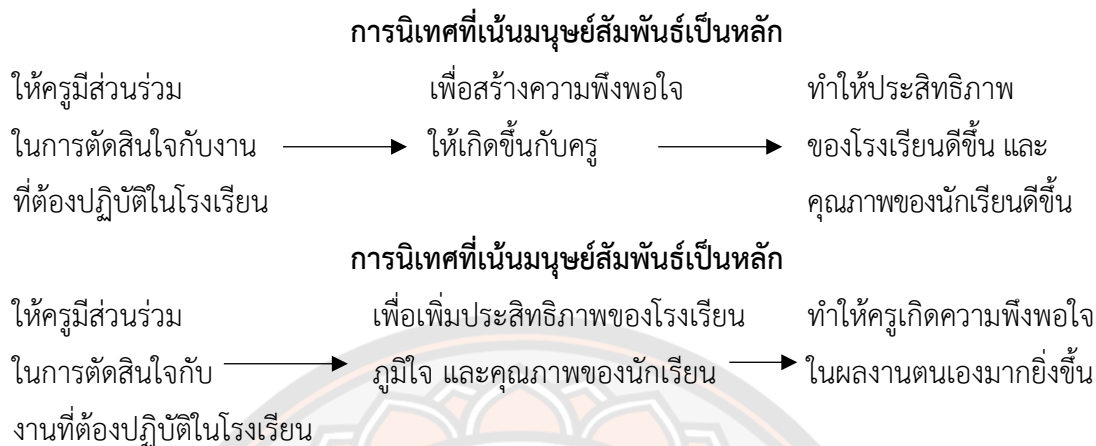 การนิเทศที่เน้นมนุษย์สัมพันธ์เป็นหลัก
ให้ครูมีส่วนร่วม เพื่อสร้างความพึงพอใจ ทำให้ประสิทธิภาพ
ในการตัดสินใจกับงาน ให้เกิดขึ้นกับครู ของโรงเรียนดีขึ้น และ
ที่ต้องปฏิบัติในโรงเรียน คุณภาพของนักเรียนดีขึ้น
การนิเทศที่เน้นมนุษย์สัมพันธ์เป็นหลัก
ให้ครูมีส่วนร่วม เพื่อเพิ่มประสิทธิภาพของโรงเรียน ทำให้ครูเกิดความพึงพอใจ
ในการตัดสินใจกับ ภูมิใจ และคุณภาพของนักเรียน ในผลงานตนเองมากยิ่งขึ้น
งานที่ต้องปฏิบัติในโรงเรียน